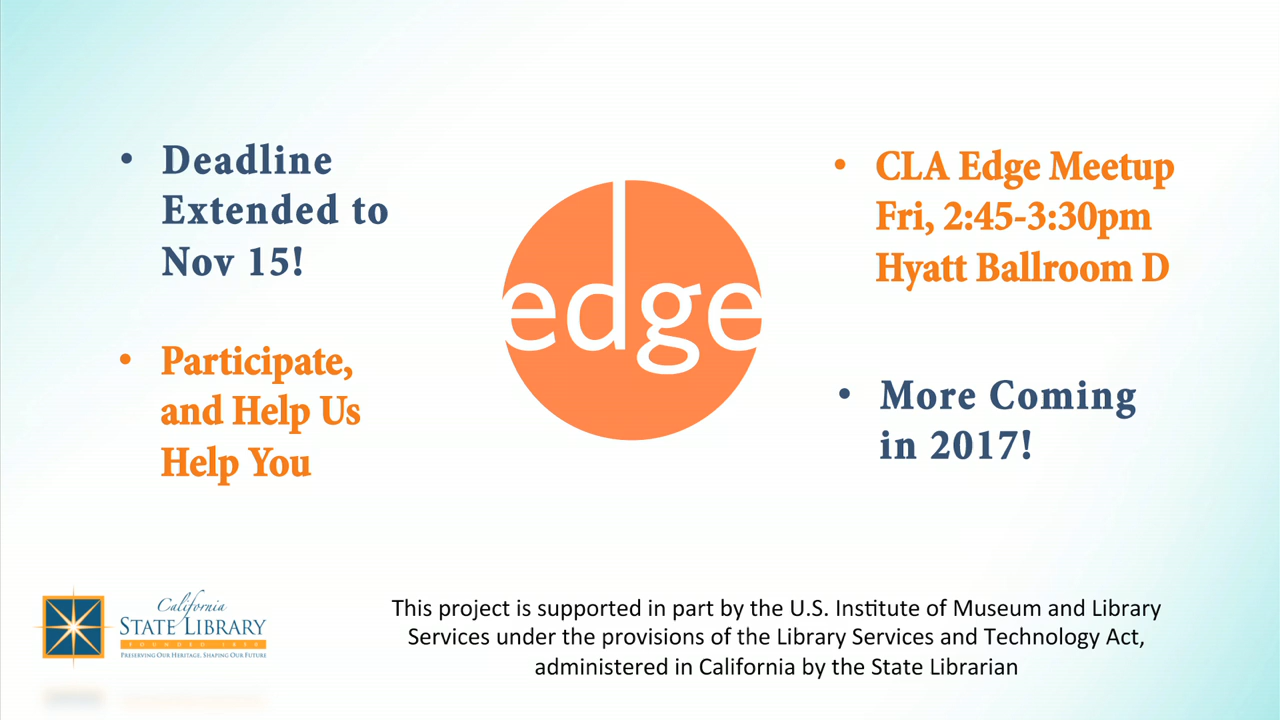 • Deadline
Extended to
Nov 15!
• Participate,
and Help Us
Help You
edge
• CLA Edge Meetup
Fri, 2:45-3:30pm
Hyatt Ballroom D
• More Coming
in 2017!
California
STATE LIBRARY
FOUNDED 1850
PRESERVING OUR HERITAGE, SHAPING OUR FUTURE
This project is supported in part by the U.S. Institute of Museum and Library
Services under the provisions of the Library Services and Technology Act,
administered in California by the State Librarian